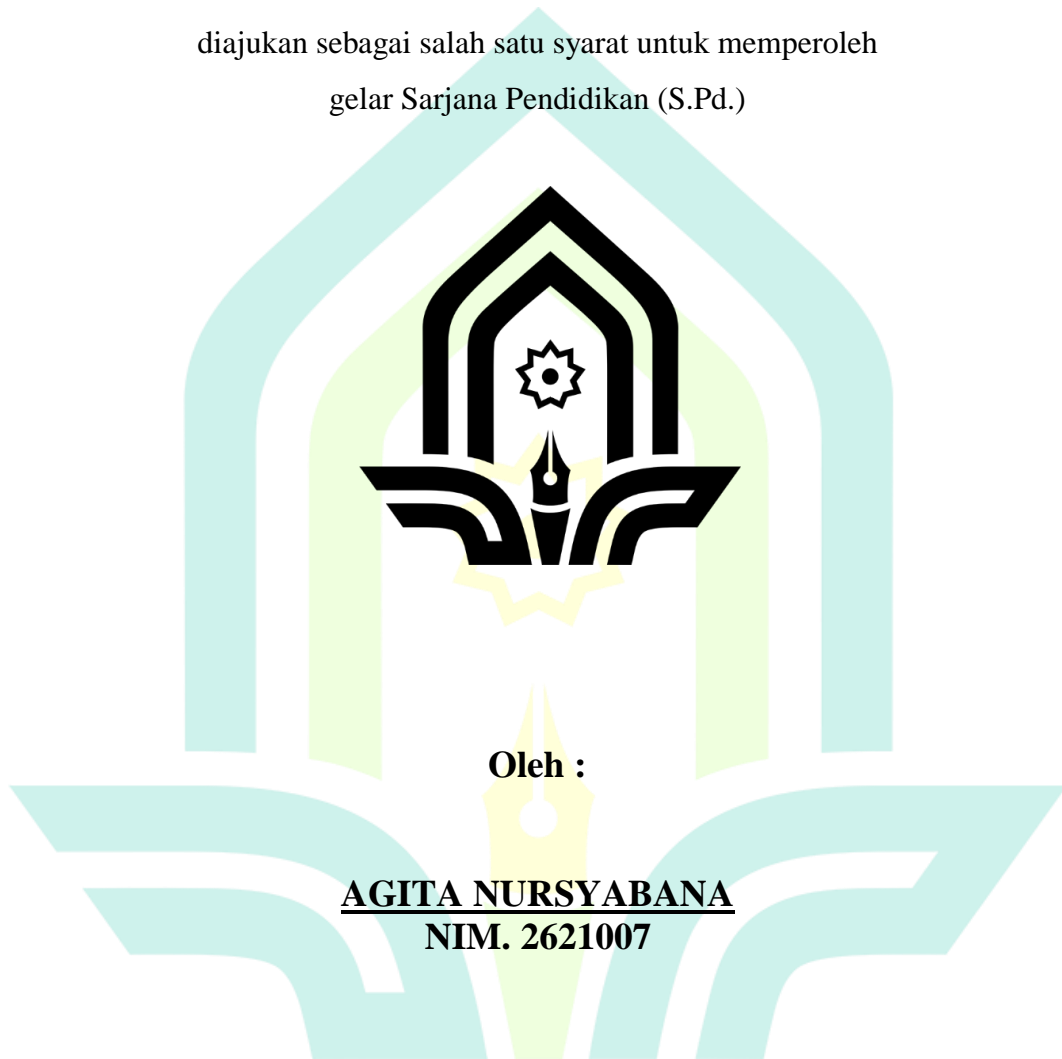 diajukan sebagai salah satu syarat untuk memperoleh
gelar Sarjana Pendidikan (S.Pd.)
Oleh :
AGITA NURSYABANA
NIM. 2621007